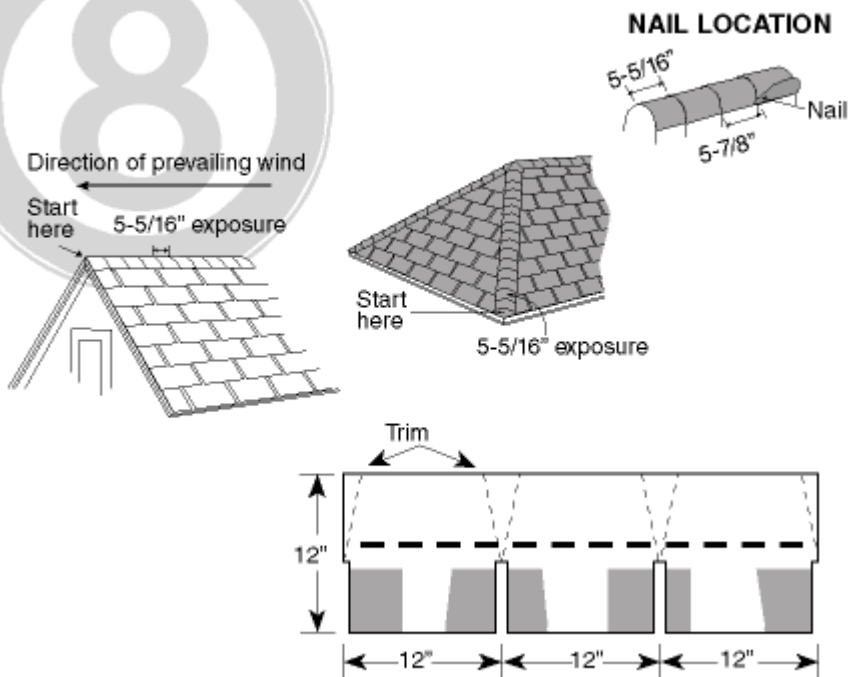 8
NAIL LOCATION
5-5/16"
Nail
5-7/8"
Direction of prevailing wind
Start
here
5-5/16" exposure
Start
here
5-5/16" exposure
Trim
12"
12"
12"
12"